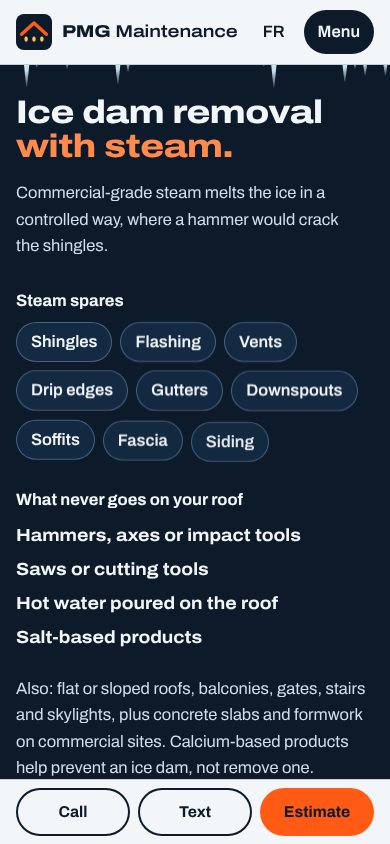 PMG Maintenance FR Menu
Ice dam removal
with steam.
Commercial-grade steam melts the ice in a
controlled way, where a hammer would crack
the shingles.
Steam spares
Shingles Flashing Vents
Drip edges Gutters Downspouts
Soffits Fascia Siding
What never goes on your roof
Hammers, axes or impact tools
Saws or cutting tools
Hot water poured on the roof
Salt-based products
Also: flat or sloped roofs, balconies, gates, stairs
and skylights, plus concrete slabs and formwork
on commercial sites. Calcium-based products
help prevent an ice dam, not remove one.
Call Text Estimate